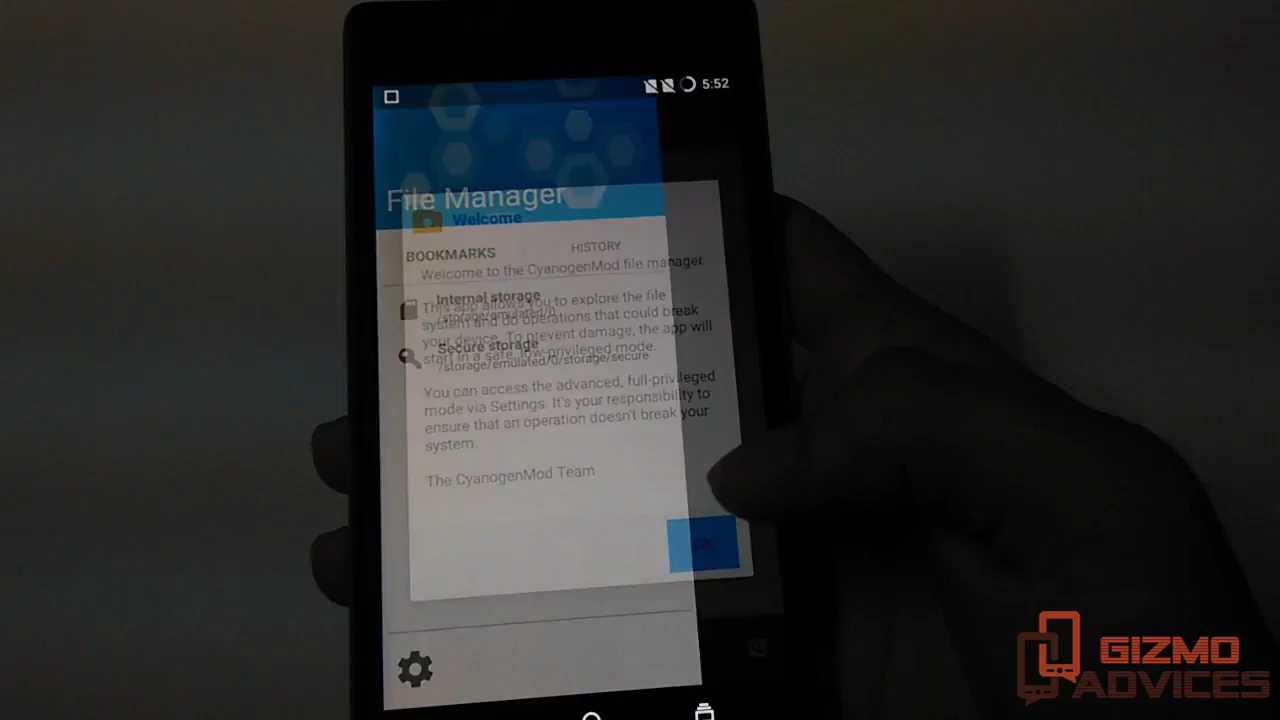 5:52
File Manager
Welcome
BOOKMARKS
HISTORY
Welcome to the CyanogenMod file manager.
Internal storage
/storage/emulated/0
This app allows you to explore the file
system and do operations that could break
your device. To prevent damage, the app will
start in a safe, low-privileged mode.
Secure storage
/storage/emulated/0/storage/secure
You can access the advanced, full-privileged
mode via Settings. It's your responsibility to
ensure that an operation doesn't break your
system.
The CyanogenMod Team
OK
GIZMO
ADVICES